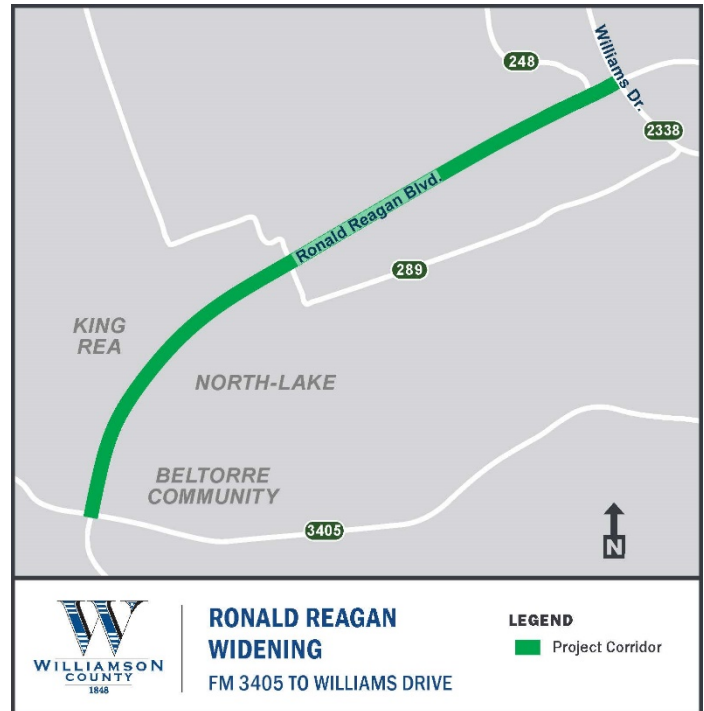 Williams Dr.
248
2338
Ronald Reagan Blvd.
289
KING
REA
NORTH-LAKE
BELTORRE
COMMUNITY
3405
N
W
WILLIAMSON
COUNTY
1848
RONALD REAGAN
WIDENING
FM 3405 TO WILLIAMS DRIVE
LEGEND
Project Corridor